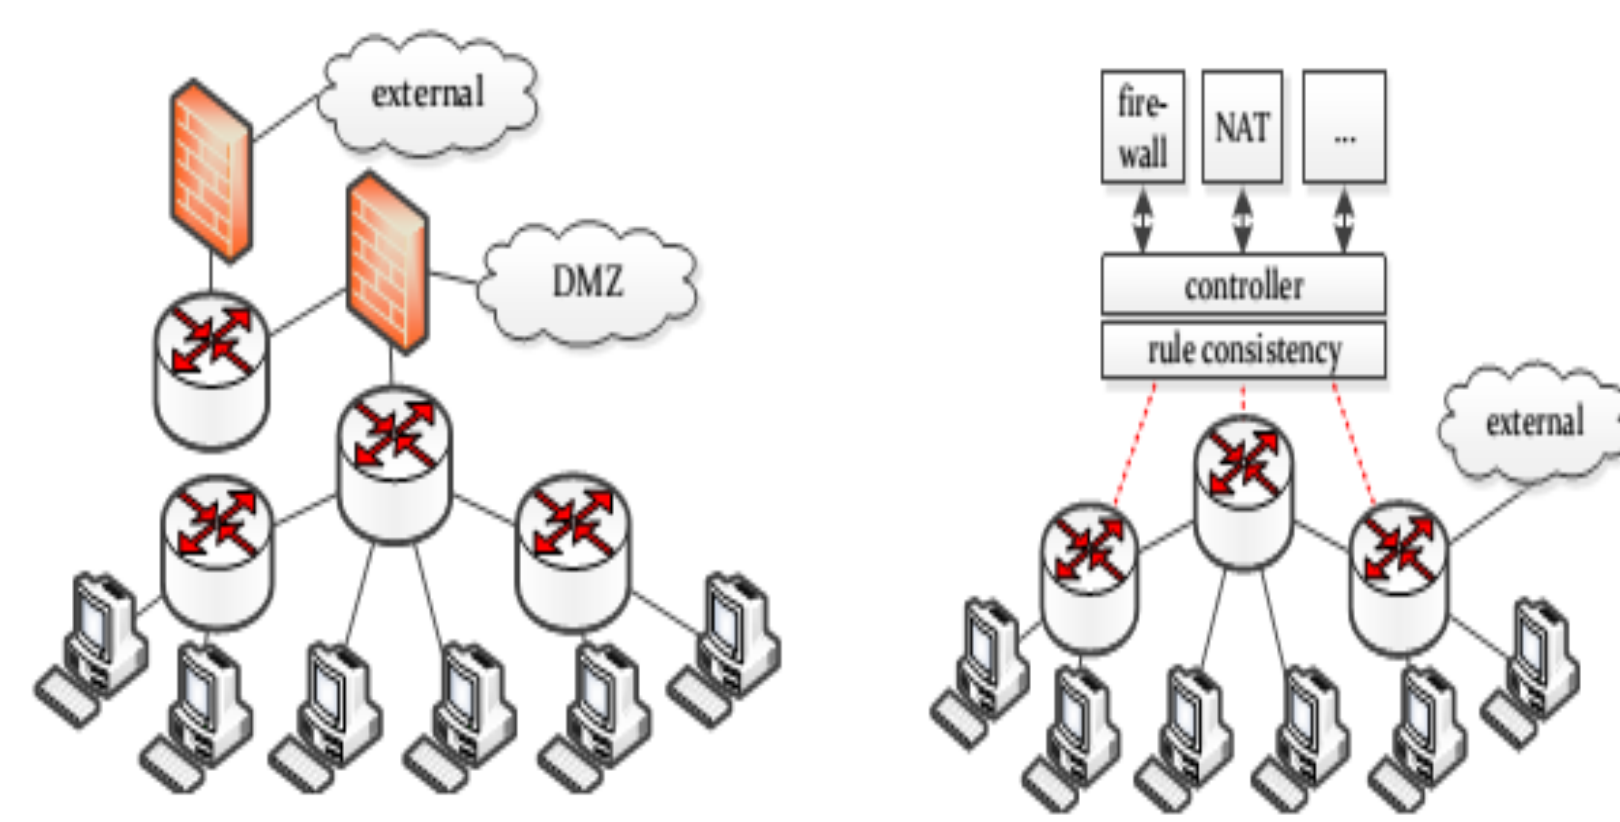 external
DMZ
fire-
wall
NAT
...
controller
rule consistency
external